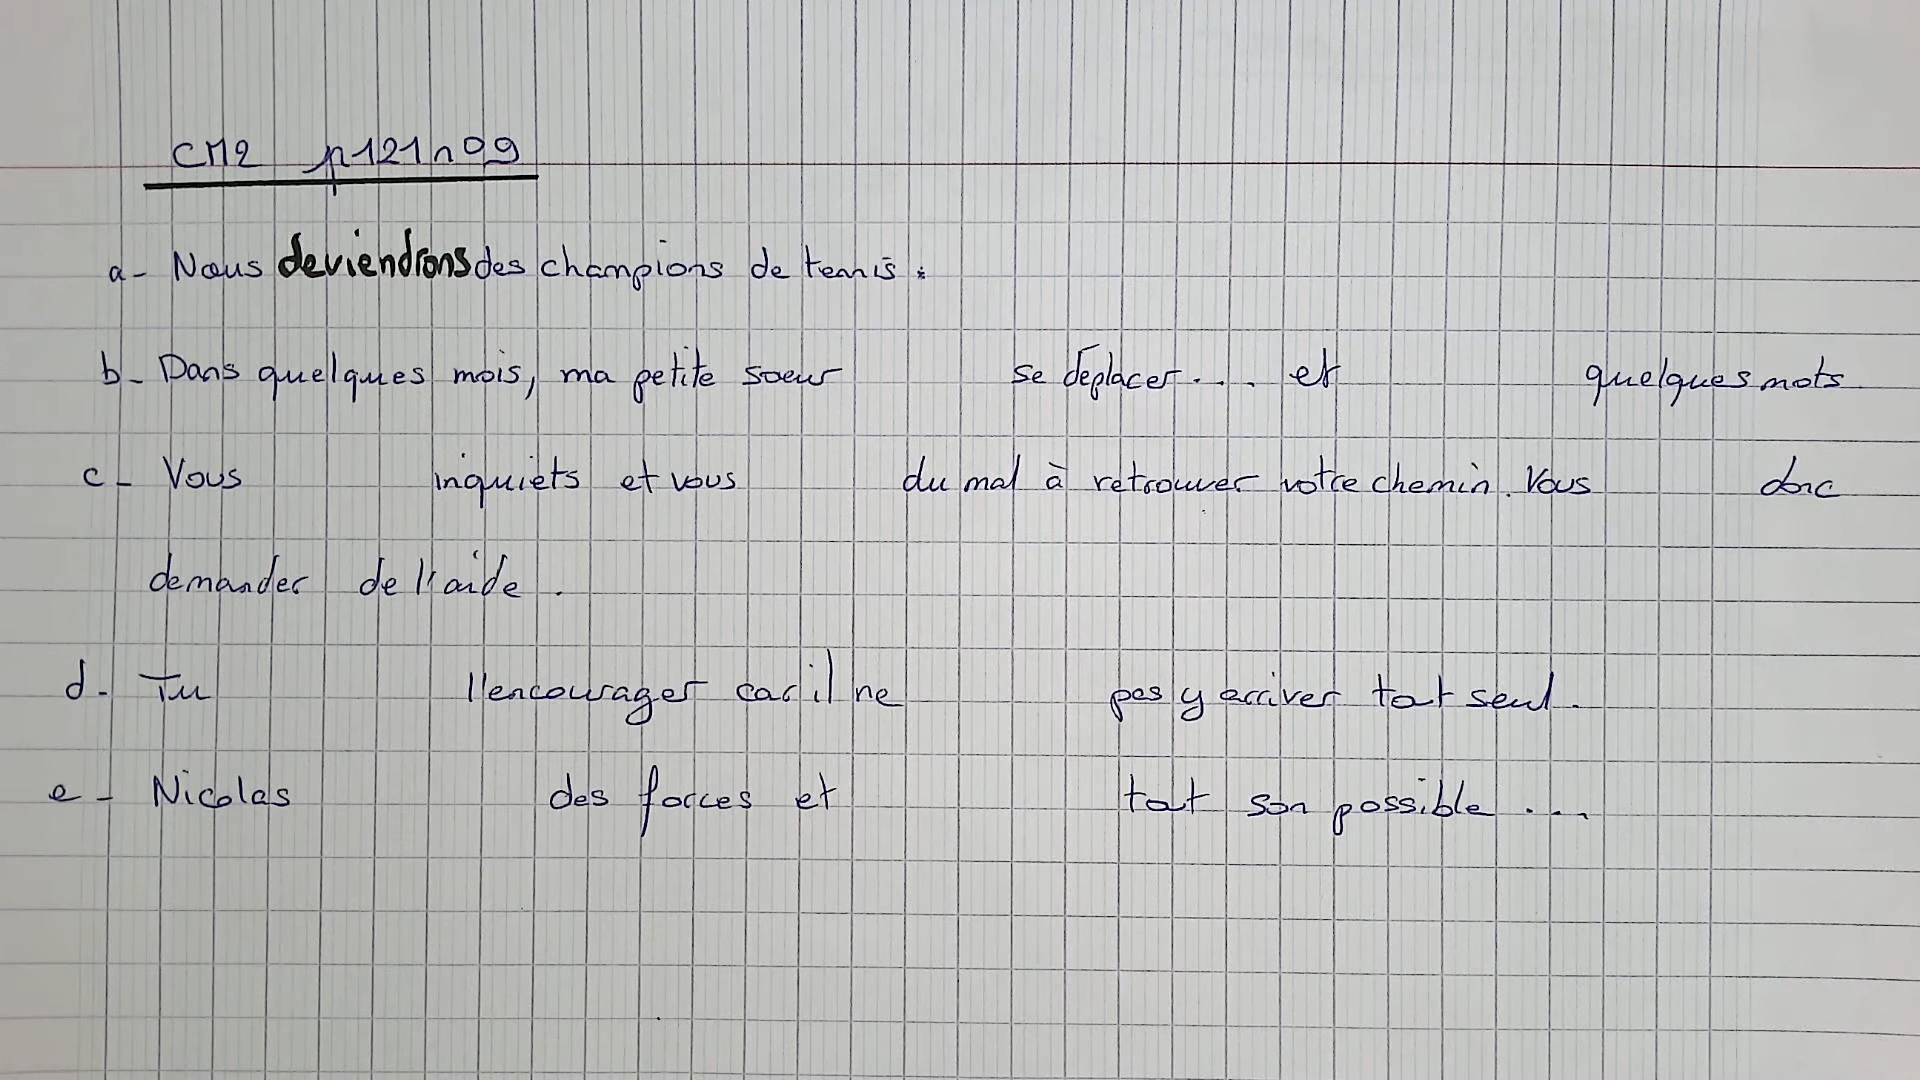 CM2 p121 n°9
a- Nous deviendrons des champions de tennis.
b- Dans quelques mois, ma petite soeur se déplacer... et quelques mots
c- Vous inquiets et vous du mal à retrouver votre chemin. Vous donc
demander de l'aide.
d- Tu l'encourager car il ne pas y arriver tout seul.
e- Nicolas des forces et tout son possible...